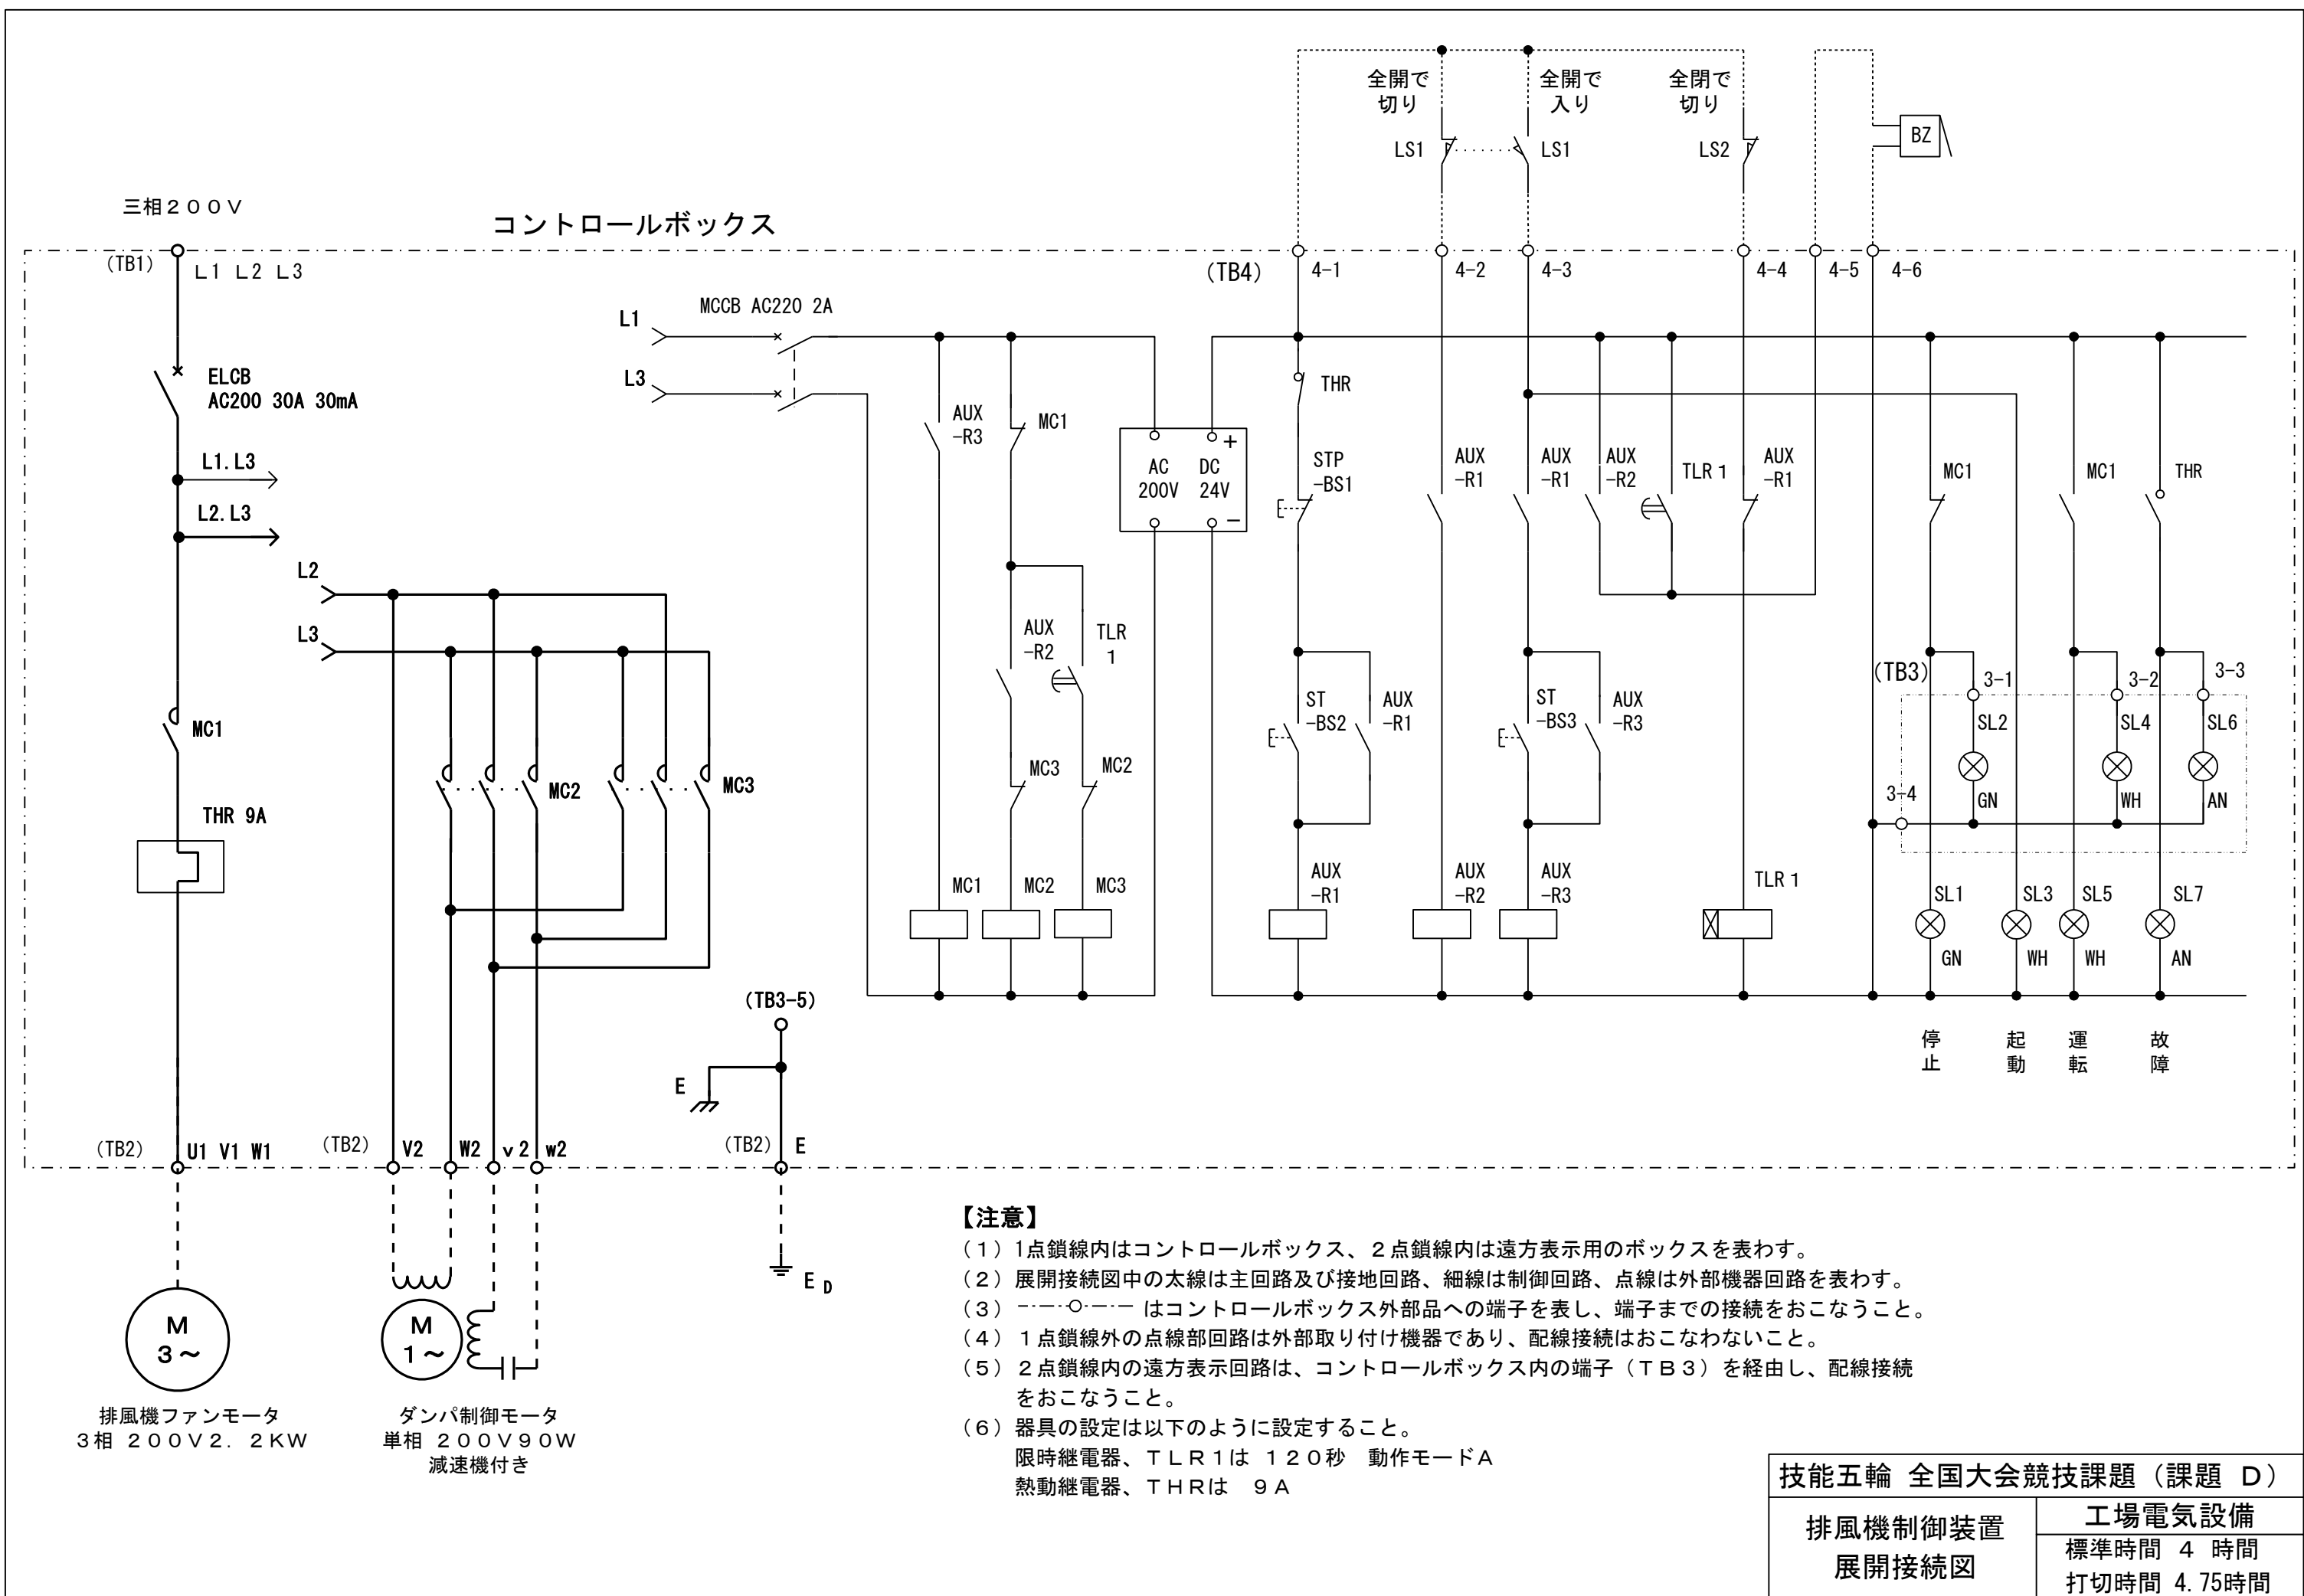 全開で
切り
全開で
入り
全閉で
切り
LS1
LS1
LS2
BZ
三相２００Ｖ
コントロールボックス
(TB1)
Ｌ1 Ｌ2 Ｌ3
(TB4)
4-1
4-2
4-3
4-4
4-5
4-6
MCCB AC220 2A
L1
L3
ELCB
AC200 30A 30mA
L1.L3
L2.L3
AUX
-R3
MC1
AC
200V
DC
24V
+
−
THR
STP
-BS1
AUX
-R1
AUX
-R1
AUX
-R2
TLR 1
AUX
-R1
MC1
MC1
THR
L2
L3
AUX
-R2
TLR
1
(TB3)
3-1
3-2
3-3
ST
-BS2
AUX
-R1
ST
-BS3
AUX
-R3
SL2
SL4
SL6
MC1
MC2
MC3
MC3
MC2
3-4
GN
WH
AN
THR 9A
MC1
MC2
MC3
AUX
-R1
AUX
-R2
AUX
-R3
TLR 1
SL1
SL3
SL5
SL7
GN
WH
WH
AN
(TB3-5)
停止
起動
運転
故障
E
(TB2)
U1 V1 W1
(TB2)
V2
W2
v2
w2
(TB2)
E
E D
M
3～
M
1～
排風機ファンモータ
３相 ２００Ｖ２．２ＫＷ
ダンパ制御モータ
単相 ２００Ｖ９０Ｗ
減速機付き
【注意】
（１）1点鎖線内はコントロールボックス、２点鎖線内は遠方表示用のボックスを表わす。
（２）展開接続図中の太線は主回路及び接地回路、細線は制御回路、点線は外部機器回路を表わす。
（３） はコントロールボックス外部品への端子を表し、端子までの接続をおこなうこと。
（４）１点鎖線外の点線部回路は外部取り付け機器であり、配線接続はおこなわないこと。
（５）２点鎖線内の遠方表示回路は、コントロールボックス内の端子（ＴＢ３）を経由し、配線接続
をおこなうこと。
（６）器具の設定は以下のように設定すること。
限時継電器、ＴＬＲ１は １２０秒 動作モードＡ
熱動継電器、ＴＨＲは ９Ａ
技能五輪 全国大会競技課題（課題 Ｄ）
排風機制御装置
展開接続図
工場電気設備
標準時間 ４ 時間
打切時間 4.75時間